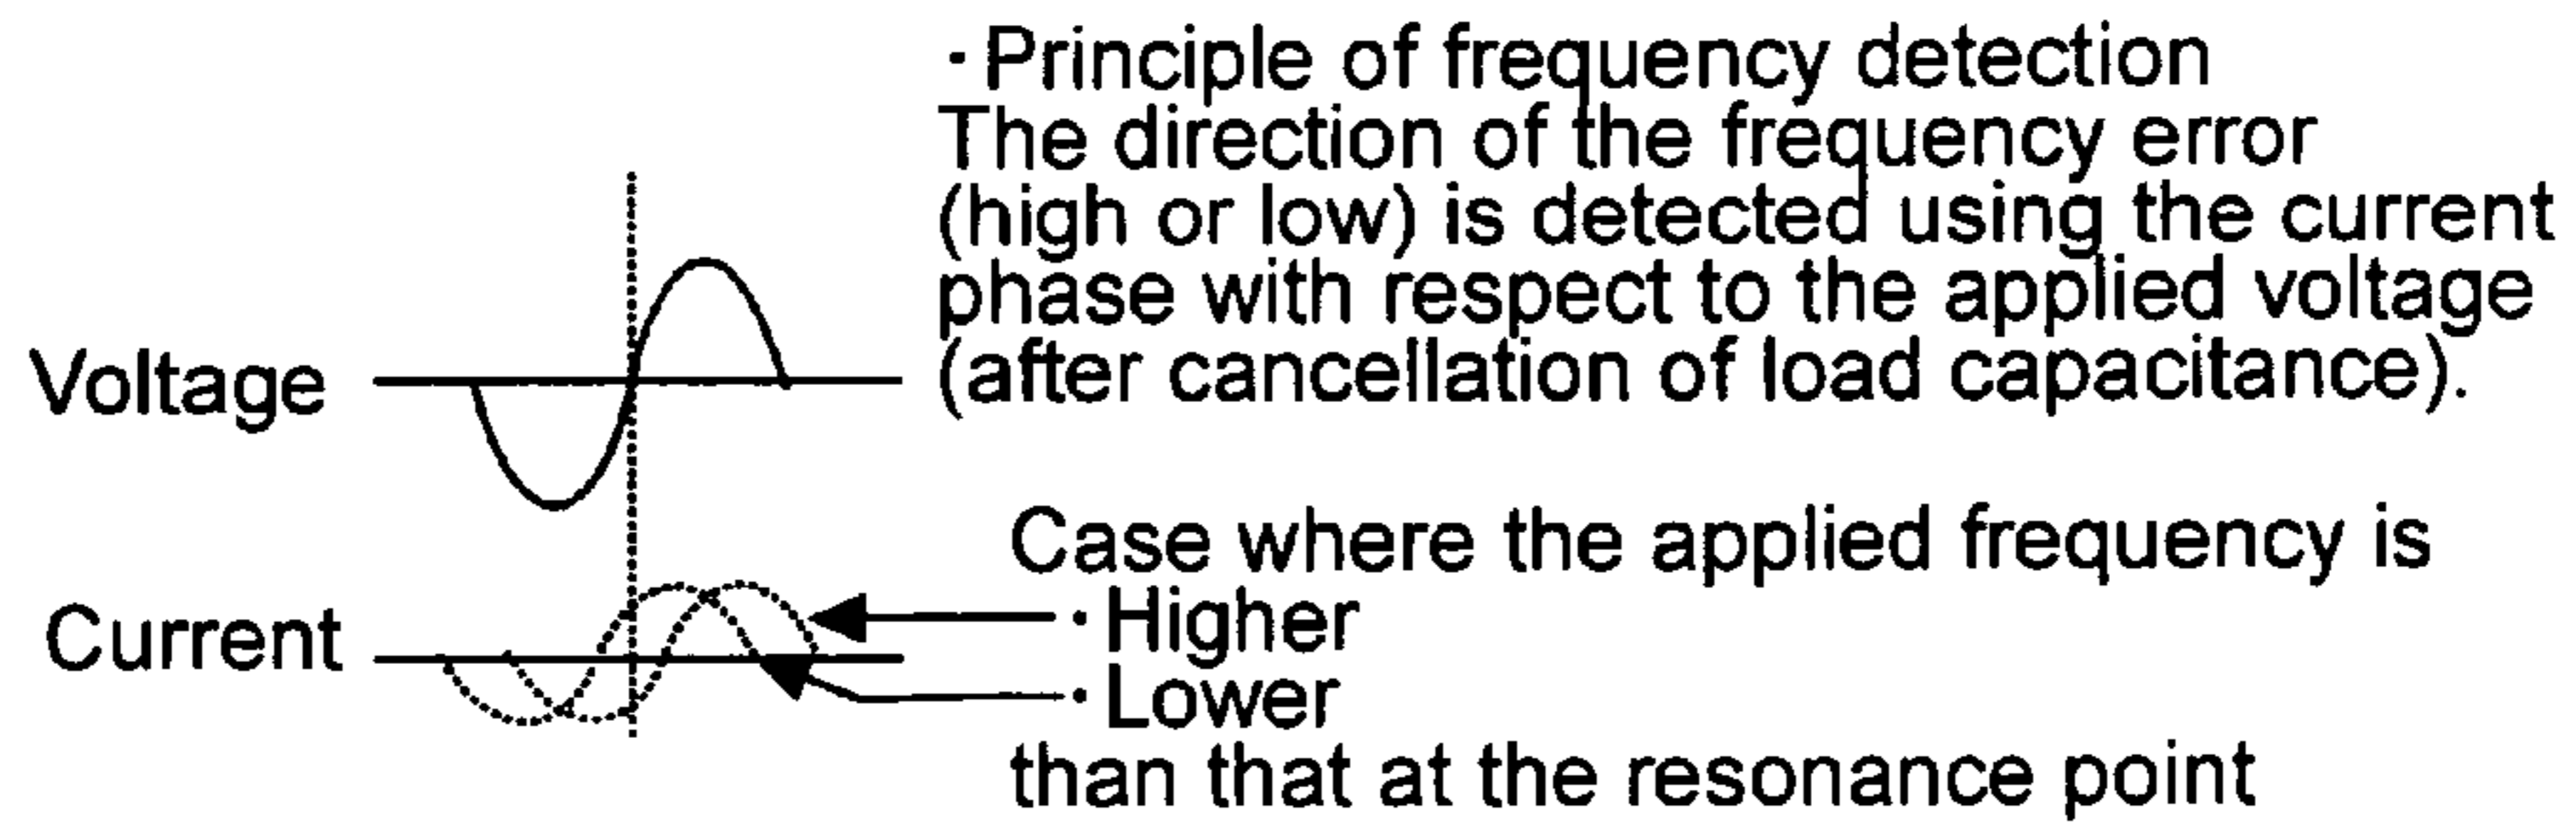 · Principle of frequency detection
The direction of the frequency error
(high or low) is detected using the current
phase with respect to the applied voltage
(after cancellation of load capacitance).
Voltage
Case where the applied frequency is
· Higher
Current
· Lower
than that at the resonance point